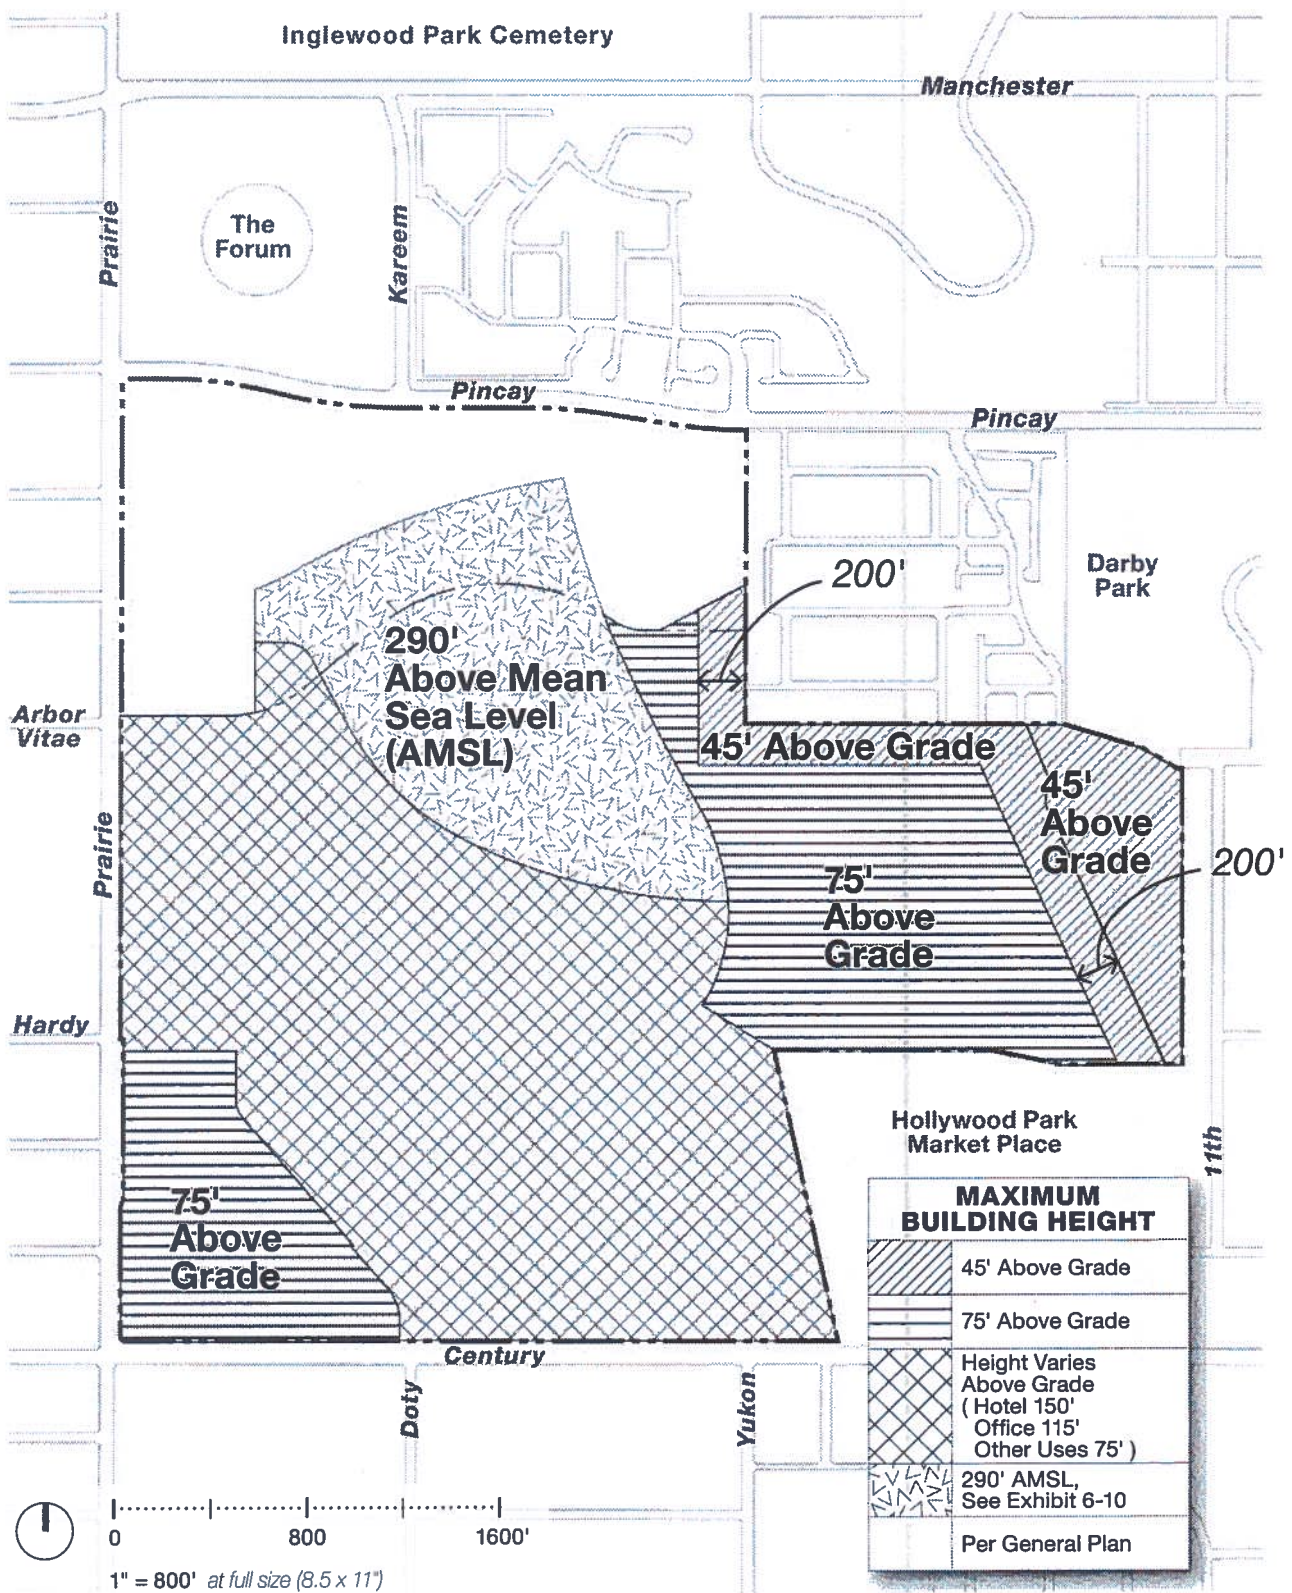 Inglewood Park Cemetery
Manchester
Prairie
The
Forum
Kareem
Pincay
Pincay
Darby
Park
200'
290'
Above Mean
Sea Level
(AMSL)
Arbor
Vitae
45' Above Grade
45'
Above
Grade
Prairie
200'
75'
Above
Grade
Hardy
Hollywood Park
Market Place
11th
75'
Above
Grade
MAXIMUM
BUILDING HEIGHT
45' Above Grade
75' Above Grade
Height Varies
Above Grade
( Hotel 150'
Office 115'
Other Uses 75' )
290' AMSL,
See Exhibit 6-10
Per General Plan
Century
Doty
Yukon
0 800 1600'
1" = 800' at full size (8.5 x 11")